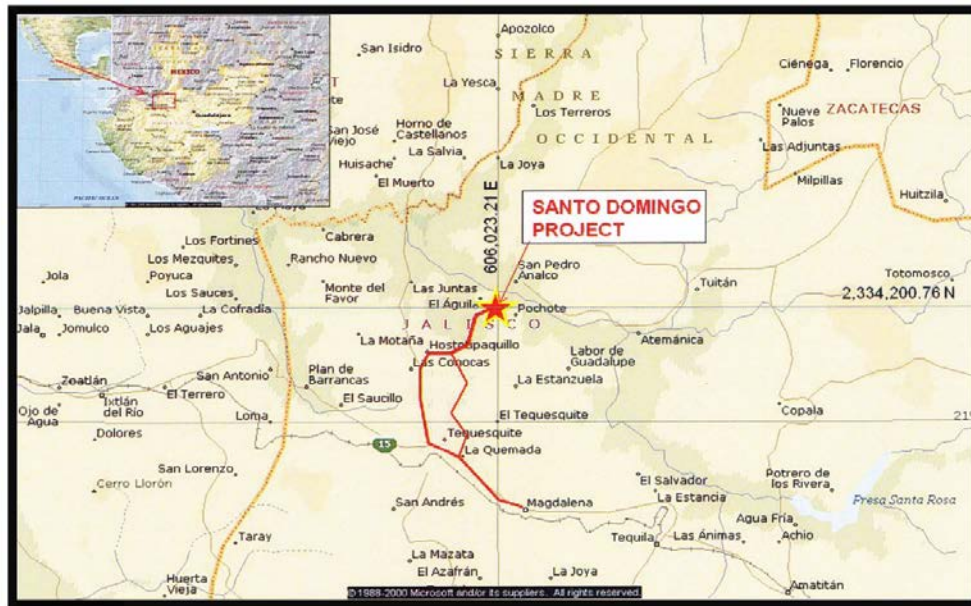 MEXICO
Guadalajara
PACIFIC OCEAN
Apozolco
San Isidro
SIERRA
Ciénega
Florencio
La Yesca
MADRE
Los Terreros
Nueve
Palos
ZACATECAS
San José
Viejo
Horno de
Castellanos
OCCIDENTAL
Las Adjuntas
Huisache
La Salvia
La Joya
El Muerto
Milpillas
Huitzila
606,023.21 E
SANTO DOMINGO
PROJECT
Cabrera
Los Fortines
Los Mezquites
Rancho Nuevo
San Pedro
Analco
Jola
Poyuca
Monte del
Favor
Las Juntas
Tuitán
Totomosco
Los Sauces
El Águila
2,334,200.76 N
Jalpilla
Buena Vista
La Cofradía
Pochote
JALISCO
Jala
Jomulco
Los Aguajes
La Motaña
Hostotipaquillo
Atemánica
Las Conocas
Labor de
Guadalupe
San Antonio
Plan de
Barrancas
La Estanzuela
Zoatlán
Ixtlán
del Río
El Terrero
El Saucillo
Ojo de
Agua
Loma
El Tequesquite
Copala
21°
Dolores
15
Tequesquite
La Quemada
San Lorenzo
Cerro Llorón
El Salvador
Potrero de
los Rivera
La Estancia
Presa Santa Rosa
San Andrés
Magdalena
Agua Fría
Taray
Tequila
Las Ánimas
Achio
La Mazata
Huerta
Vieja
El Azafrán
La Joya
Amatitán
© 1988-2000 Microsoft and/or its suppliers. All rights reserved.